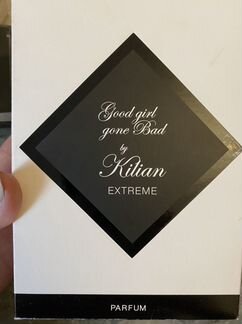 Good girl
gone Bad
by
Kilian
EXTREME
PARFUM